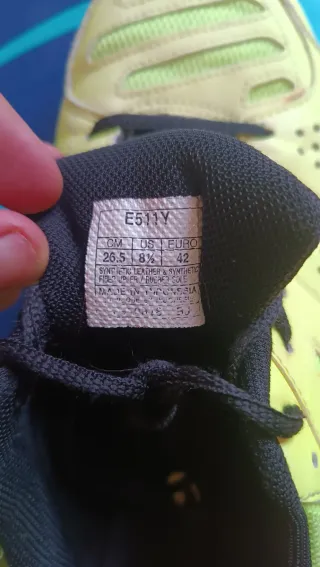 E511Y
CM US EURO
26.5 8½ 42
SYNTHETIC LEATHER & SYNTHETIC
MADE IN INDONESIA